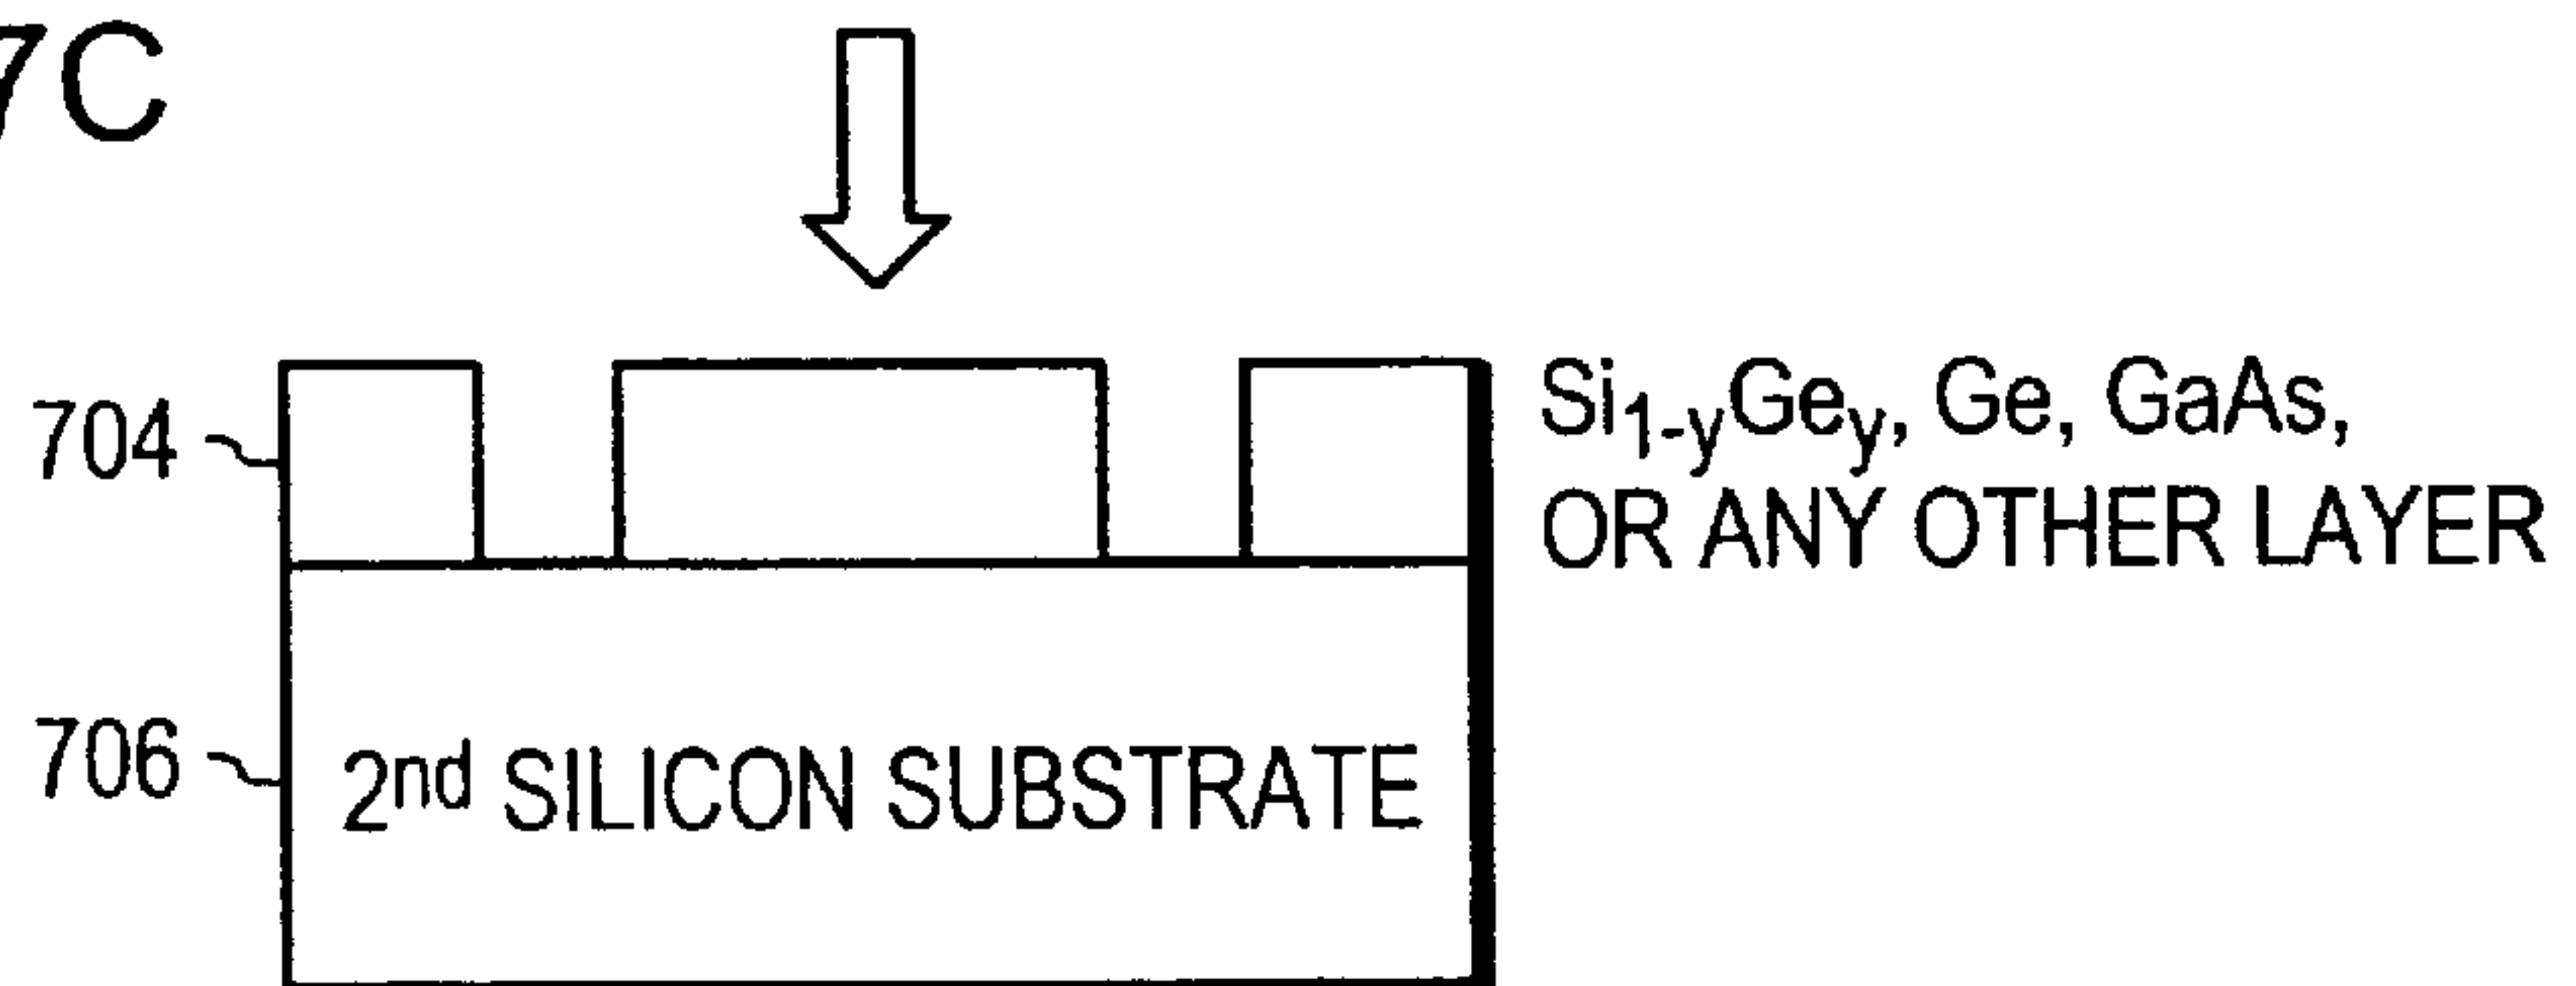 7C
704
Si1-yGey, Ge, GaAs,
OR ANY OTHER LAYER
706
2nd SILICON SUBSTRATE